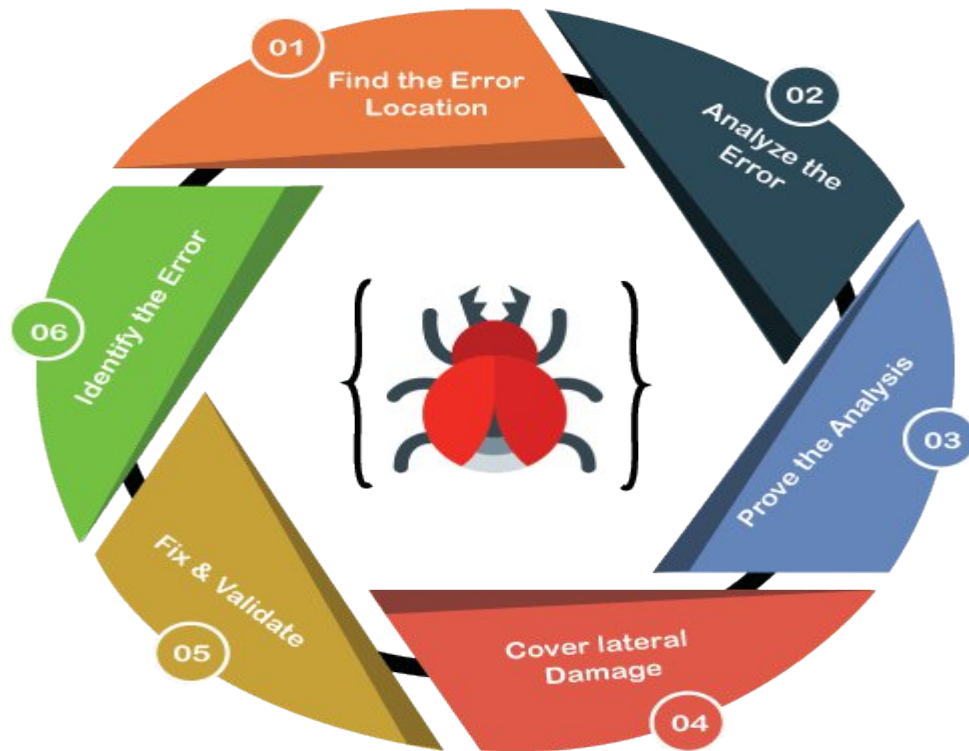 01
Find the Error
Location
02
Analyze the
Error
03
Prove the Analysis
04
Cover lateral
Damage
05
Fix & Validate
06
Identify the Error
{ }